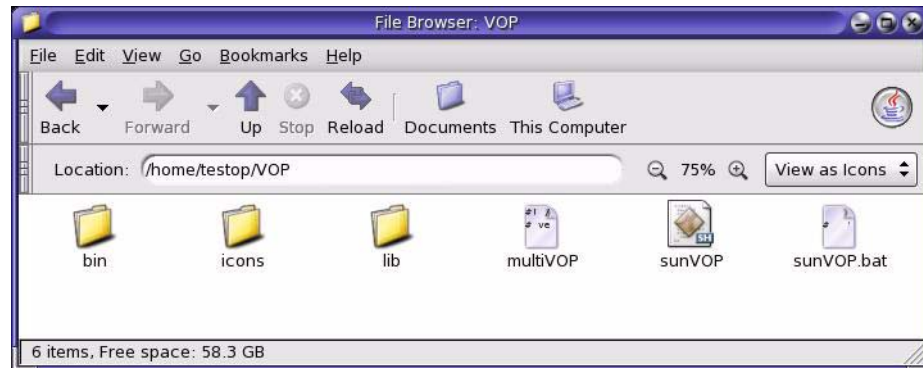 File Browser: VOP
File Edit View Go Bookmarks Help
Back Forward Up Stop Reload Documents This Computer
Location: /home/testop/VOP 75% View as Icons
#! 
# ve
SH
#
bin icons lib multiVOP sunVOP sunVOP.bat
6 items, Free space: 58.3 GB